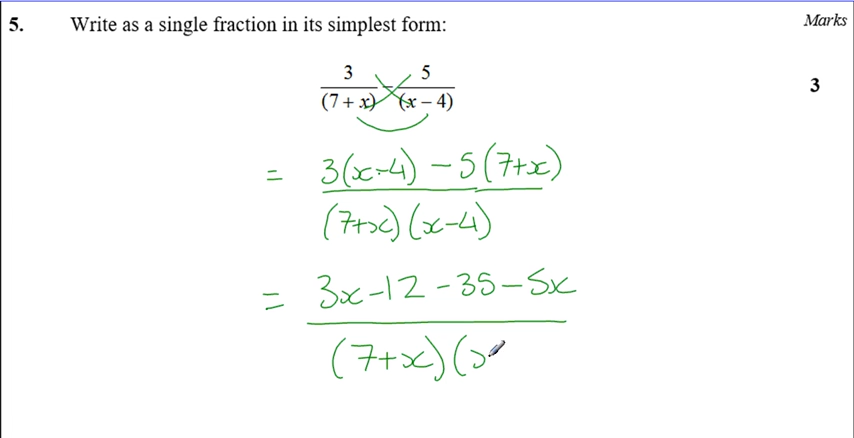 5. Write as a single fraction in its simplest form: Marks
3/(7 + x) − 5/(x − 4) 3
= 3(x-4) - 5(7+x)
(7+x)(x-4)
= 3x - 12 - 35 - 5x
(7+x)(x